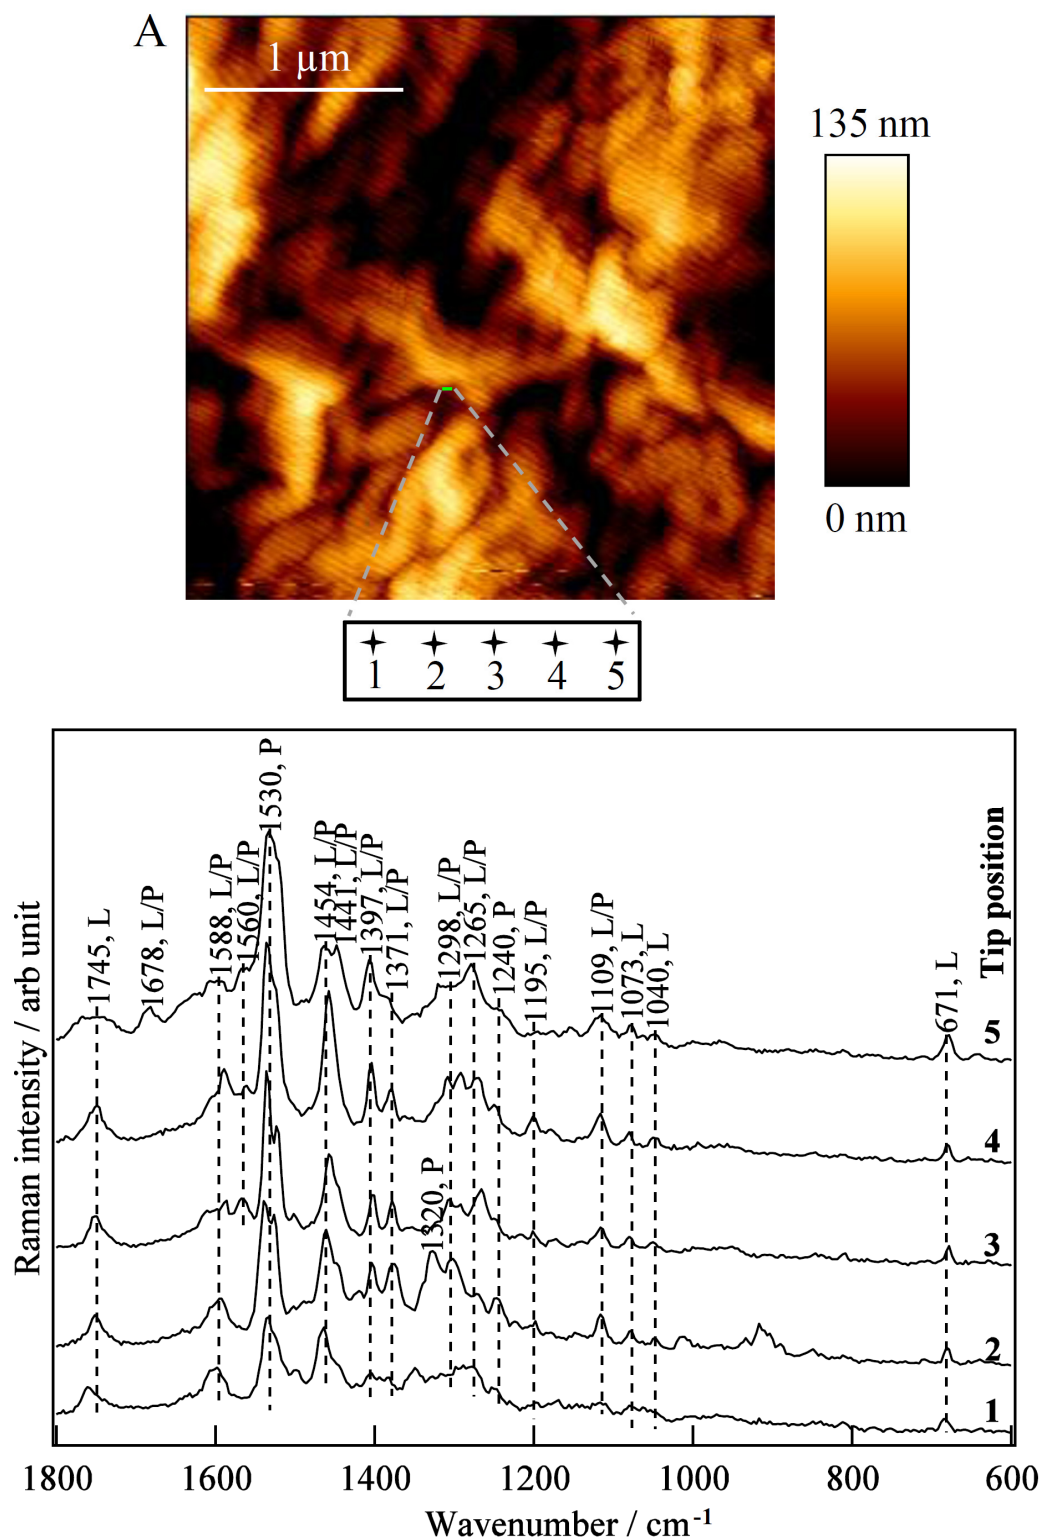 A
1 µm
135 nm
0 nm
1 2 3 4 5
1745, L
1678, L/P
1588, L/P
1560, L/P
1530, P
1454, L/P
1441, L/P
1397, L/P
1371, L/P
1320, P
1298, L/P
1265, L/P
1240, P
1195, L/P
1109, L/P
1073, L
1040, L
671, L
Tip position
5
4
3
2
1
Raman intensity / arb unit
1800 1600 1400 1200 1000 800 600
Wavenumber / cm⁻¹